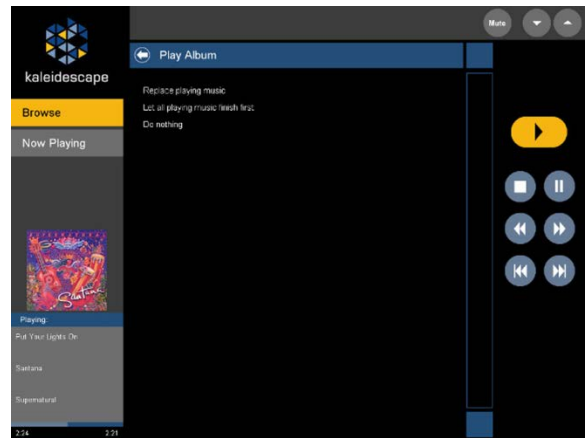 Mute
kaleidescape
Play Album
Browse
Now Playing
Replace playing music
Let all playing music finish first
Do nothing
Santana
Playing:
Put Your Lights On
Santana
Supernatural
2:24 2:21